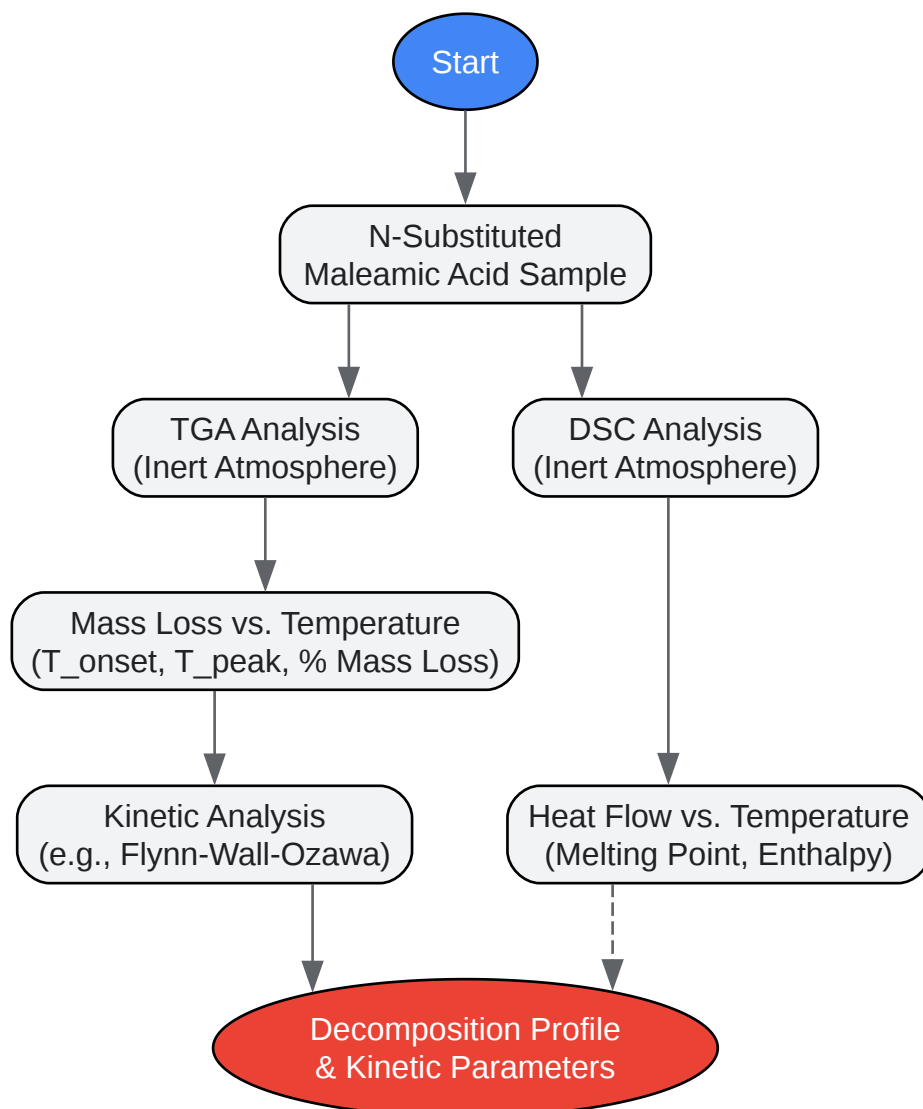 Start
N-Substituted
Maleamic Acid Sample
TGA Analysis
(Inert Atmosphere)
DSC Analysis
(Inert Atmosphere)
Mass Loss vs. Temperature
(T_onset, T_peak, % Mass Loss)
Kinetic Analysis
(e.g., Flynn-Wall-Ozawa)
Heat Flow vs. Temperature
(Melting Point, Enthalpy)
Decomposition Profile
& Kinetic Parameters